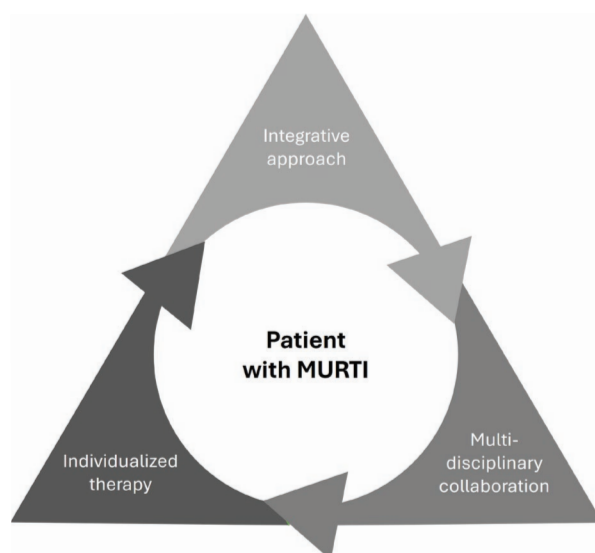 Integrative
approach
Patient
with MURTI
Individualized
therapy
Multi-
disciplinary
collaboration